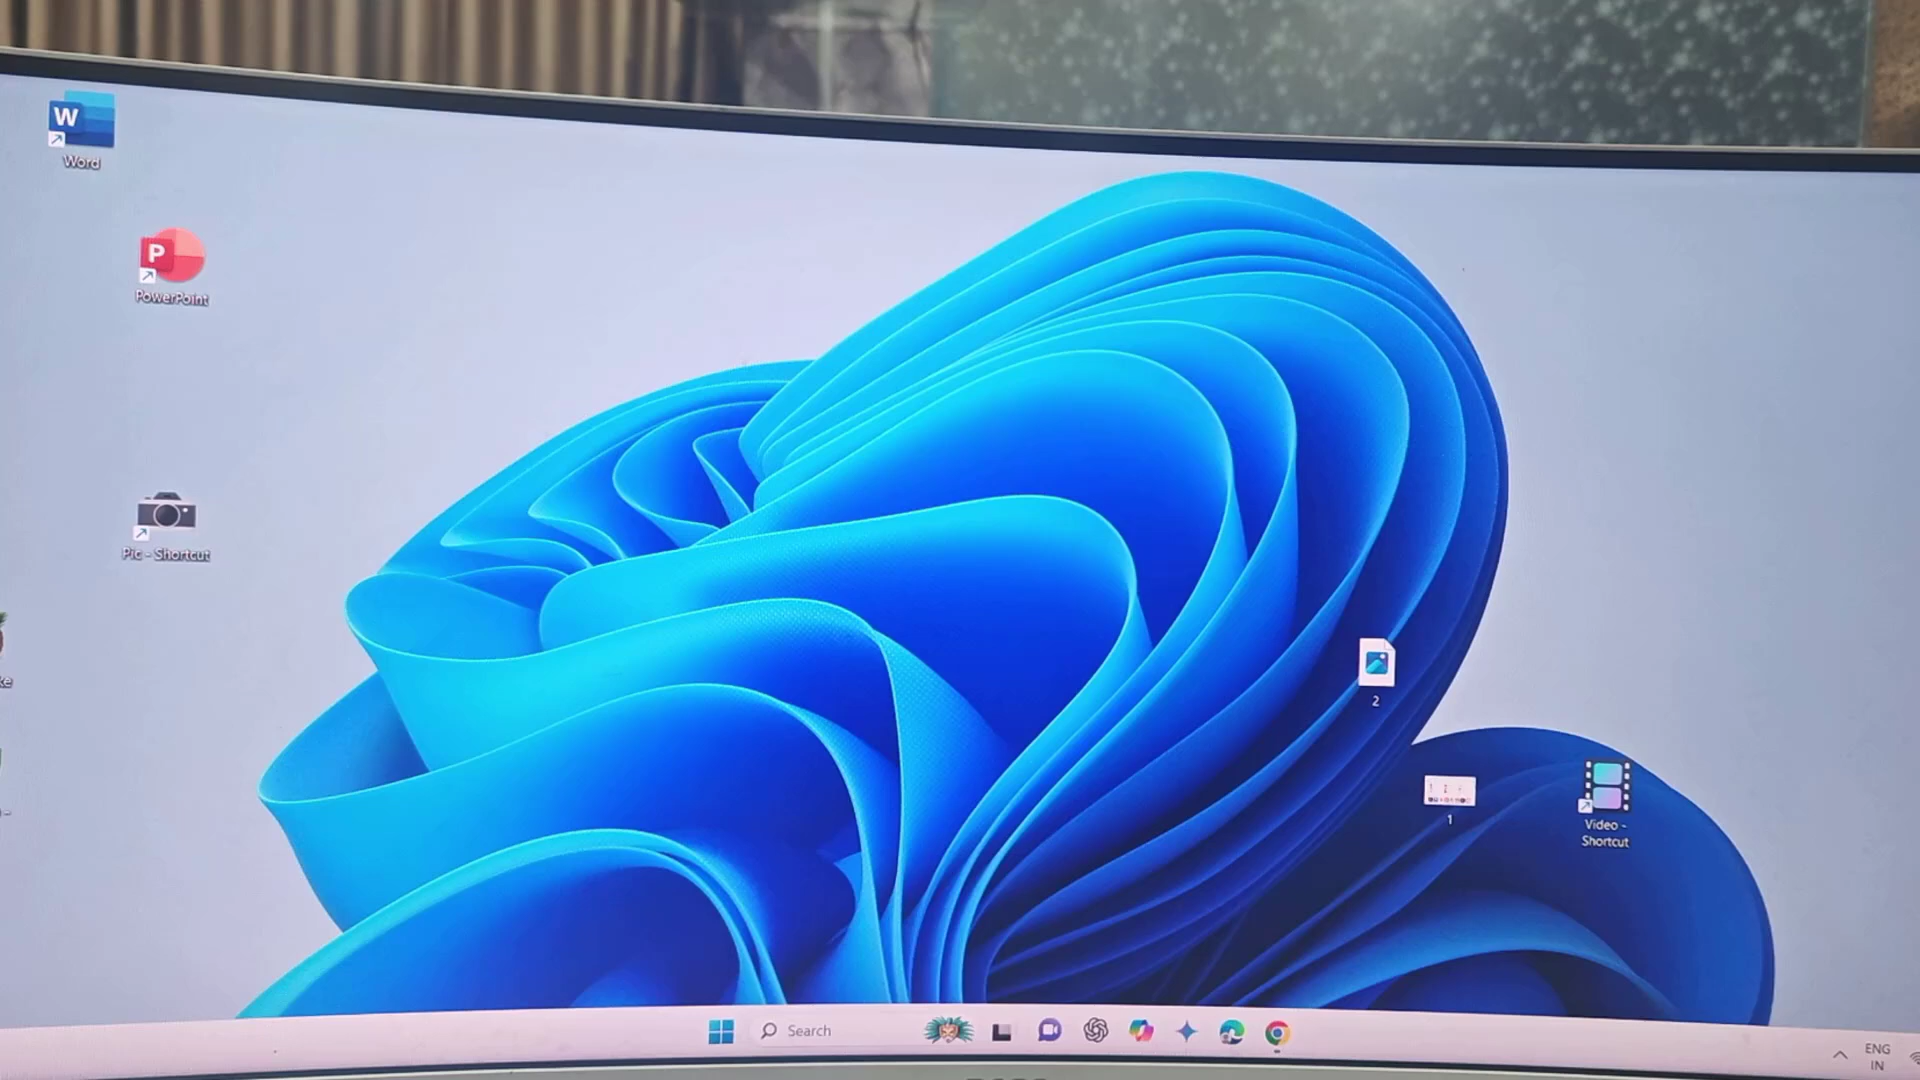 W
Word
P
PowerPoint
Pic - Shortcut
2
1
Video -
Shortcut
Search
ENG
IN